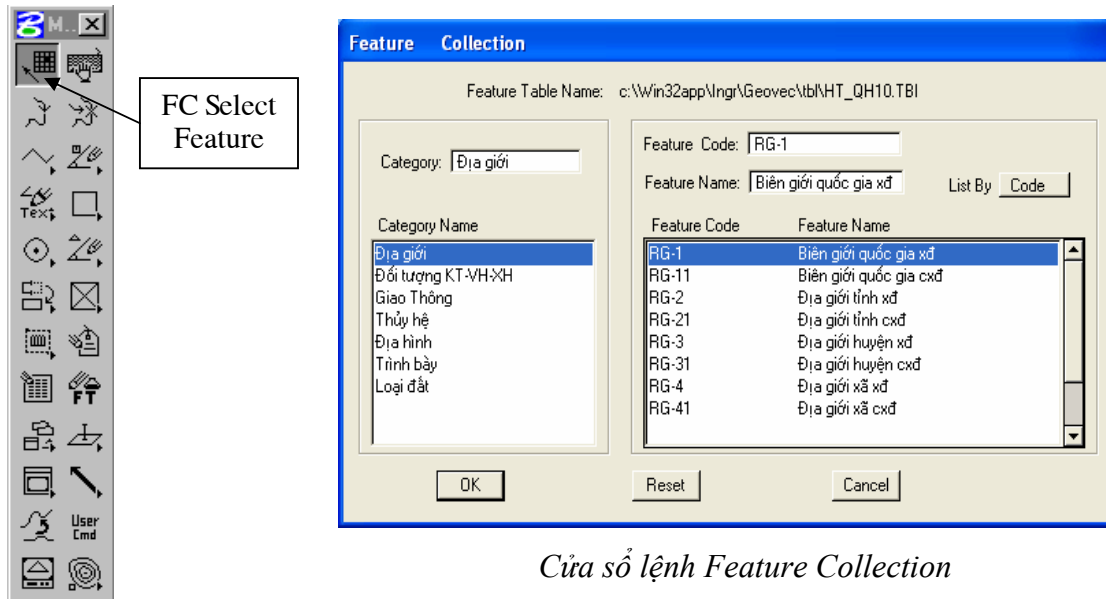 M..
FC Select
Feature
Text
FT
User
Cmd
Feature Collection
Feature Table Name: c:\Win32app\Ingr\Geovec\tbl\HT_QH10.TBl
Category: Địa giới
Category Name
Địa giới
Đối tượng KT-VH-XH
Giao Thông
Thủy hệ
Địa hình
Trình bày
Loại đất
Feature Code: RG-1
Feature Name: Biên giới quốc gia xđ
List By Code
Feature Code Feature Name
RG-1 Biên giới quốc gia xđ
RG-11 Biên giới quốc gia cxđ
RG-2 Địa giới tỉnh xđ
RG-21 Địa giới tỉnh cxđ
RG-3 Địa giới huyện xđ
RG-31 Địa giới huyện cxđ
RG-4 Địa giới xã xđ
RG-41 Địa giới xã cxđ
OK Reset Cancel
Cửa sổ lệnh Feature Collection